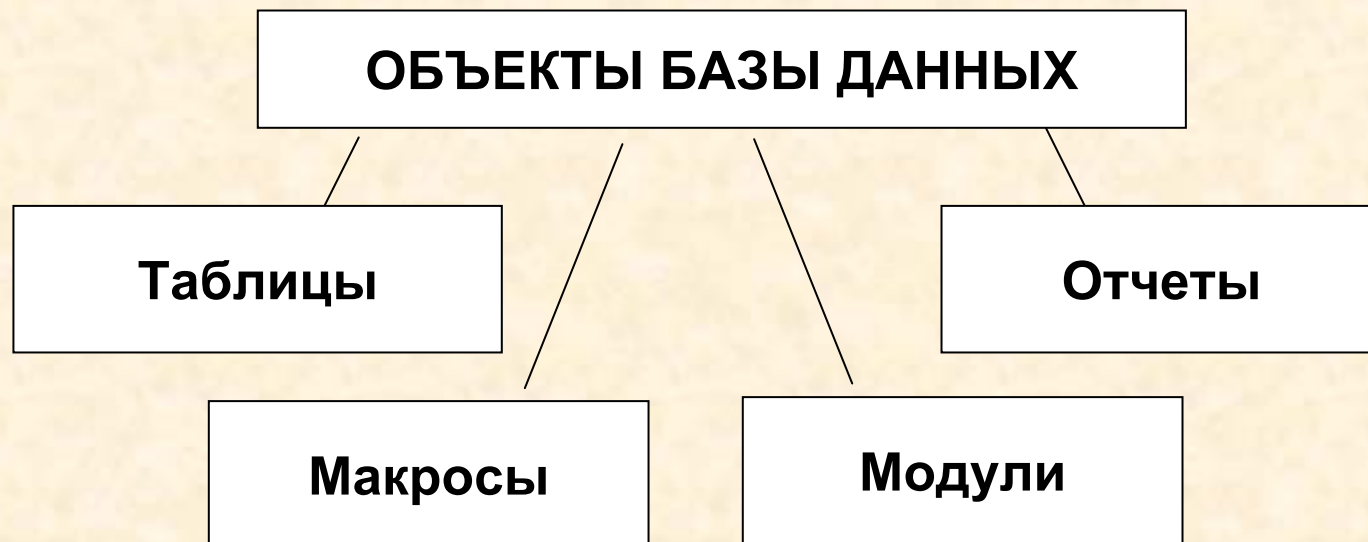 ОБЪЕКТЫ БАЗЫ ДАННЫХ
Таблицы
Отчеты
Макросы
Модули